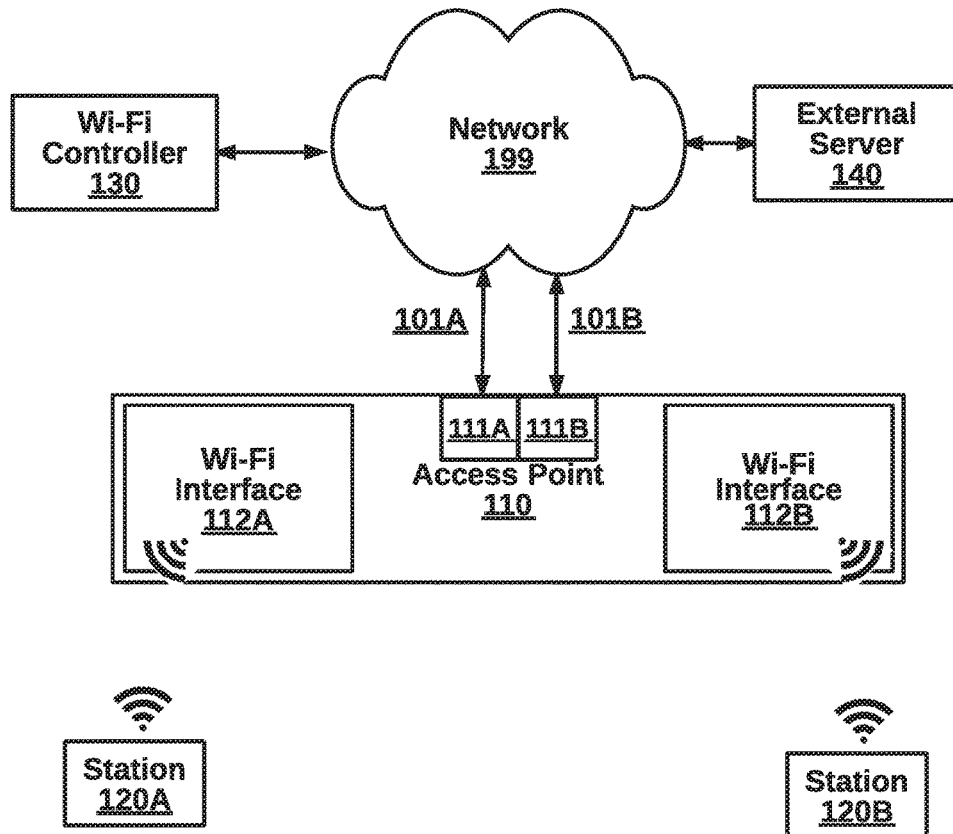 Wi-Fi
Controller
130
Network
199
External
Server
140
101A
101B
111A
111B
Wi-Fi
Interface
112A
Access Point
110
Wi-Fi
Interface
112B
Station
120A
Station
120B